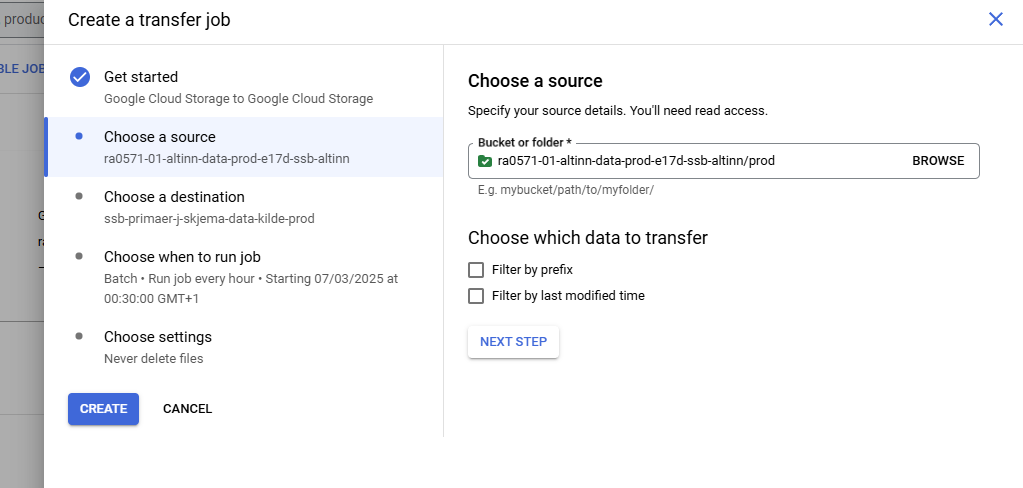 Create a transfer job
produc
BLE JOB
Get started
Google Cloud Storage to Google Cloud Storage
Choose a source
ra0571-01-altinn-data-prod-e17d-ssb-altinn
Choose a destination
ssb-primaer-j-skjema-data-kilde-prod
Choose when to run job
Batch • Run job every hour • Starting 07/03/2025 at
00:30:00 GMT+1
Choose settings
Never delete files
CREATE
CANCEL
Choose a source
Specify your source details. You'll need read access.
Bucket or folder *
ra0571-01-altinn-data-prod-e17d-ssb-altinn/prod
BROWSE
E.g. mybucket/path/to/myfolder/
Choose which data to transfer
Filter by prefix
Filter by last modified time
NEXT STEP